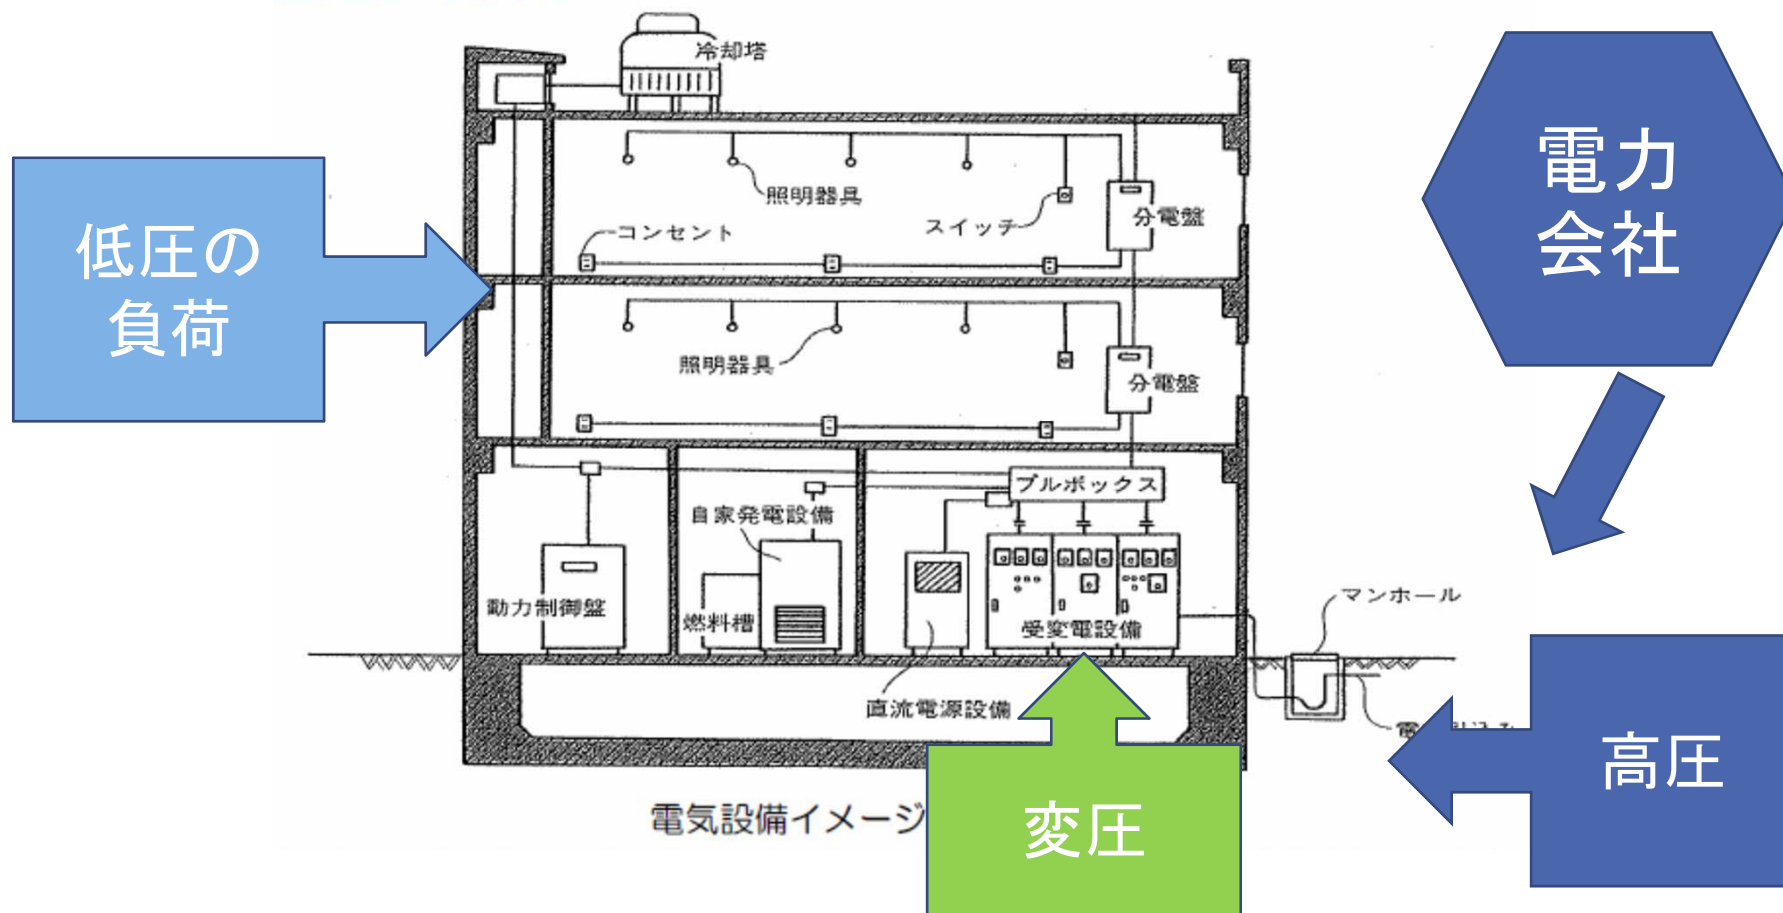 冷却塔
電力
会社
照明器具
コンセント
スイッチ
分電盤
低圧の
負荷
照明器具
分電盤
プルボックス
自家発電設備
動力制御盤
燃料槽
受変電設備
マンホール
直流電源設備
高圧
電気設備イメージ
変圧